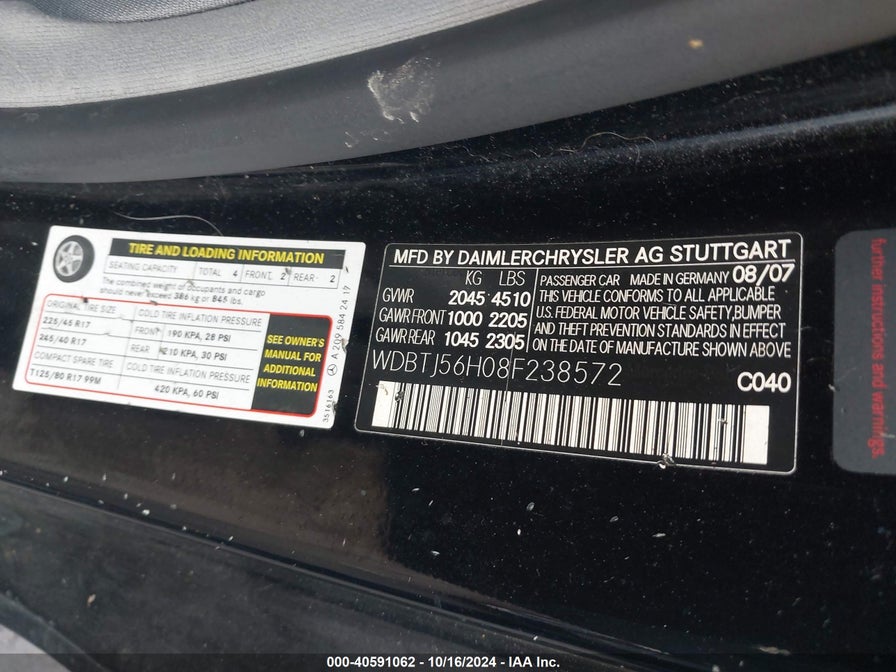 TIRE AND LOADING INFORMATION
SEATING CAPACITY TOTAL 4 FRONT 2 REAR 2
The combined weight of occupants and cargo
should never exceed 386 kg or 845 lbs.
ORIGINAL TIRE SIZE COLD TIRE INFLATION PRESSURE
225/45 R17 FRONT 190 KPA, 28 PSI
245/40 R17 REAR 210 KPA, 30 PSI
COMPACT SPARE TIRE COLD TIRE INFLATION PRESSURE
T125/80 R17 99M 420 KPA, 60 PSI
SEE OWNER'S
MANUAL FOR
ADDITIONAL
INFORMATION
3516163
A 209 584 24 17
MFD BY DAIMLERCHRYSLER AG STUTTGART
KG LBS
GVWR 2045 4510
GAWR FRONT 1000 2205
GAWR REAR 1045 2305
PASSENGER CAR MADE IN GERMANY 08/07
THIS VEHICLE CONFORMS TO ALL APPLICABLE
U.S. FEDERAL MOTOR VEHICLE SAFETY,BUMPER
AND THEFT PREVENTION STANDARDS IN EFFECT
ON THE DATE OF MANUFACTURE SHOWN ABOVE.
WDBTJ56H08F238572
C040
further instructions and warnings.
000-40591062 - 10/16/2024 - IAA Inc.